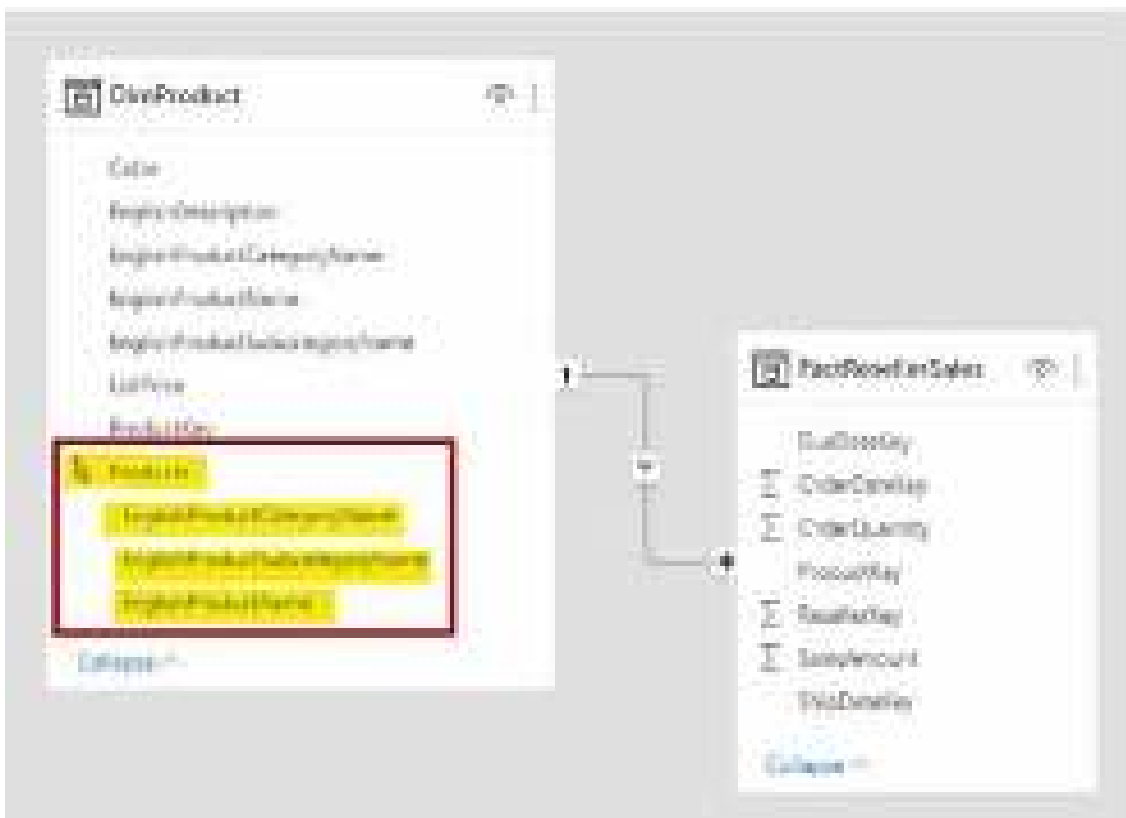 DimProduct
Color
EnglishDescription
EnglishProductCategoryName
EnglishProductName
EnglishProductSubcategoryName
ListPrice
ProductKey
Products
EnglishProductCategoryName
EnglishProductSubcategoryName
EnglishProductName
Collapse
1
FactResellerSales
DueDateKey
OrderDateKey
OrderQuantity
ProductKey
ResellerKey
SalesAmount
ShipDateKey
Collapse